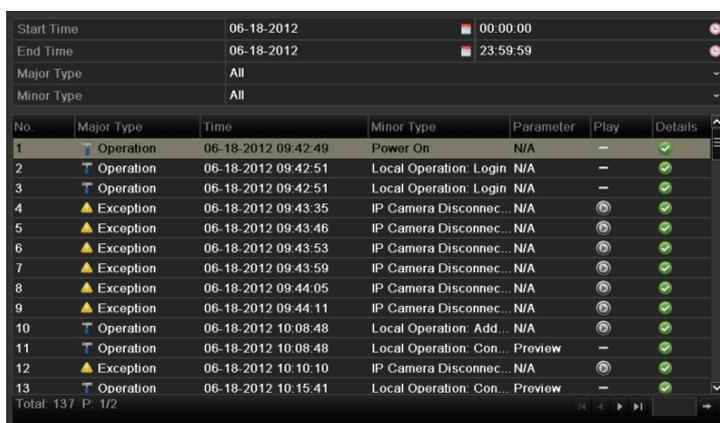 Start Time 06-18-2012 00:00:00
End Time 06-18-2012 23:59:59
Major Type All
Minor Type All
No. Major Type Time Minor Type Parameter Play Details
1 Operation 06-18-2012 09:42:49 Power On N/A —
2 Operation 06-18-2012 09:42:51 Local Operation: Login N/A —
3 Operation 06-18-2012 09:42:51 Local Operation: Login N/A —
4 Exception 06-18-2012 09:43:35 IP Camera Disconnec... N/A
5 Exception 06-18-2012 09:43:46 IP Camera Disconnec... N/A
6 Exception 06-18-2012 09:43:53 IP Camera Disconnec... N/A
7 Exception 06-18-2012 09:43:59 IP Camera Disconnec... N/A
8 Exception 06-18-2012 09:44:05 IP Camera Disconnec... N/A
9 Exception 06-18-2012 09:44:11 IP Camera Disconnec... N/A
10 Operation 06-18-2012 10:08:48 Local Operation: Add... N/A
11 Operation 06-18-2012 10:08:48 Local Operation: Con... Preview —
12 Exception 06-18-2012 10:10:10 IP Camera Disconnec... N/A
13 Operation 06-18-2012 10:15:41 Local Operation: Con... Preview —
Total: 137 P: 1/2